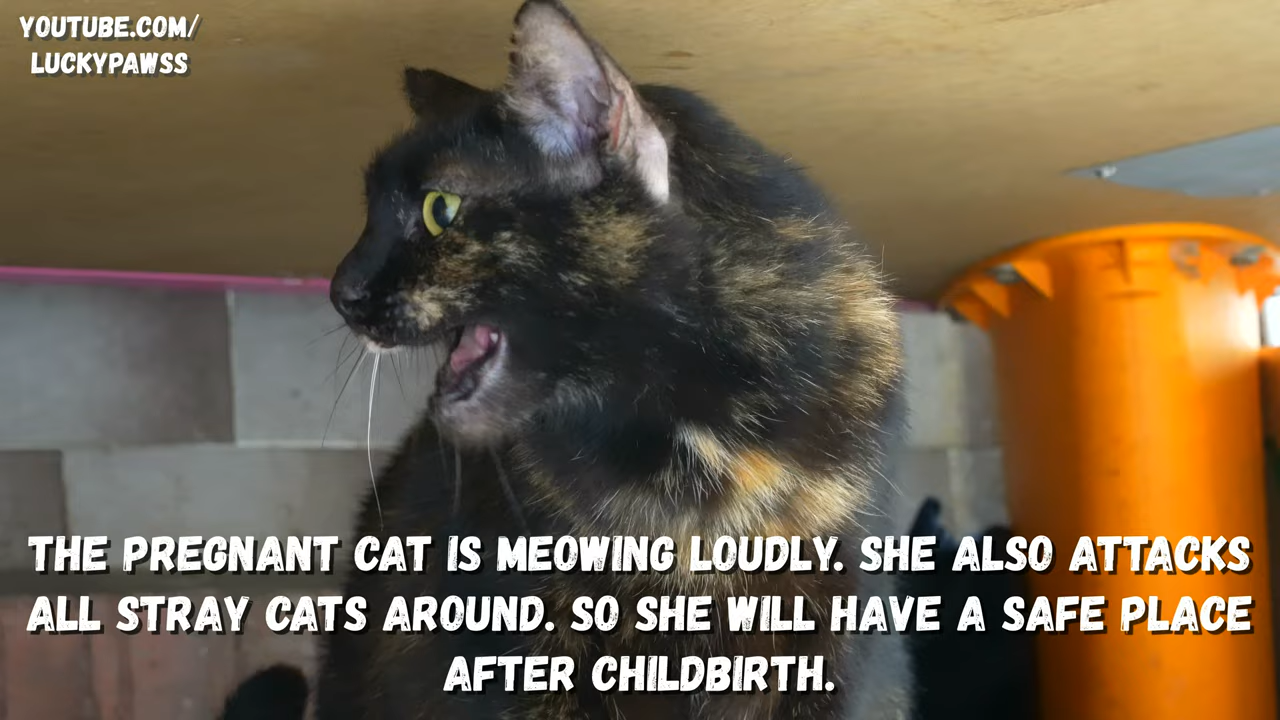 YOUTUBE.COM/
LUCKYPAWSS
THE PREGNANT CAT IS MEOWING LOUDLY. SHE ALSO ATTACKS
ALL STRAY CATS AROUND. SO SHE WILL HAVE A SAFE PLACE
AFTER CHILDBIRTH.